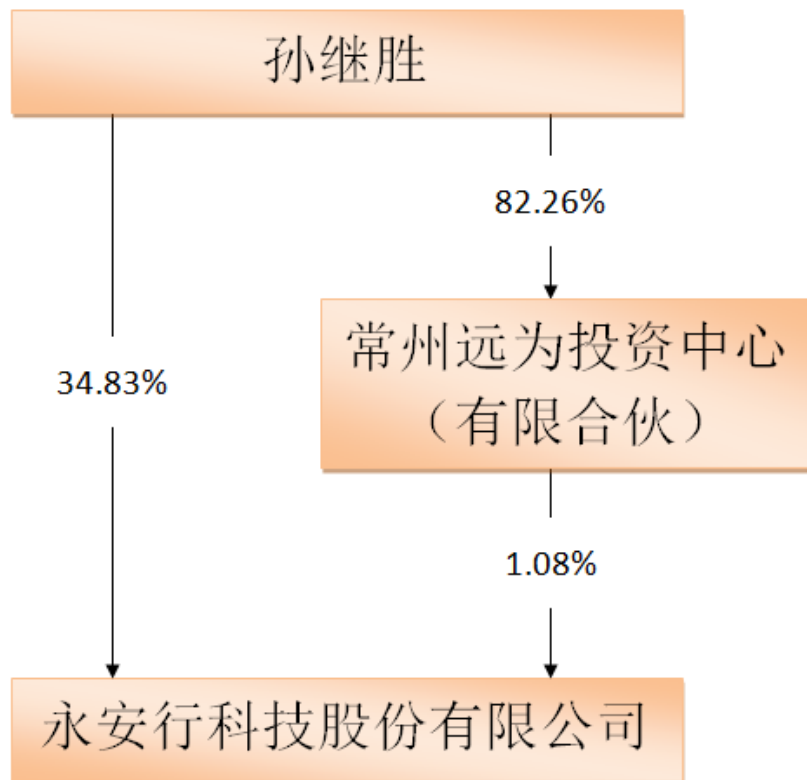 孙继胜
82.26%
常州远为投资中心
（有限合伙）
34.83%
1.08%
永安行科技股份有限公司